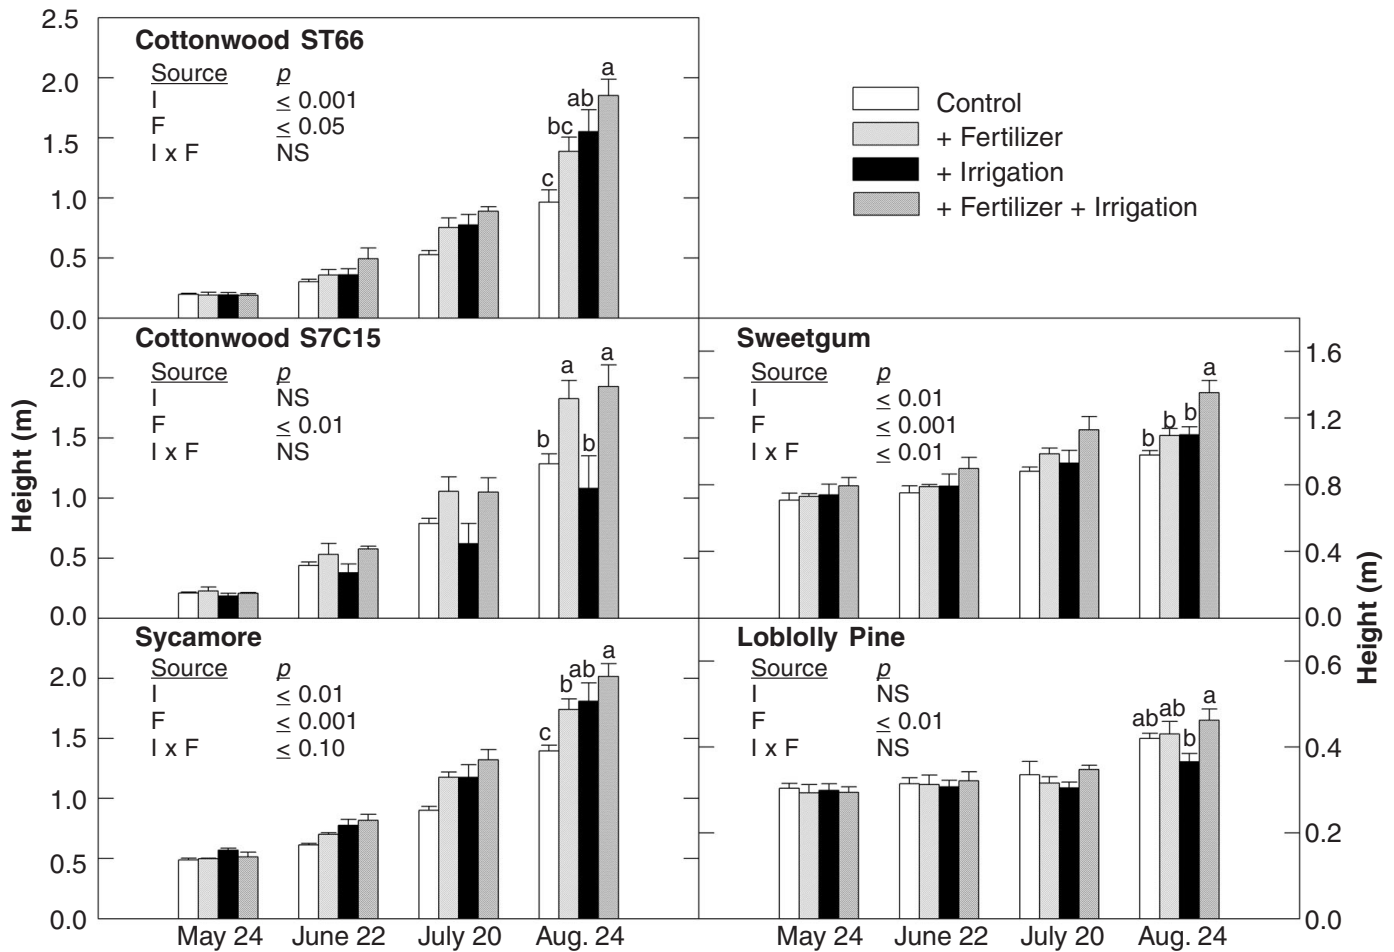 2.5
2.0
1.5
1.0
0.5
0.0
Cottonwood ST66
Source p
I ≤ 0.001
F ≤ 0.05
I x F NS
c bc ab a
Control
+ Fertilizer
+ Irrigation
+ Fertilizer + Irrigation
Height (m)
2.0
1.5
1.0
0.5
0.0
Cottonwood S7C15
Source p
I NS
F ≤ 0.01
I x F NS
b a b a
Sweetgum
Source p
I ≤ 0.01
F ≤ 0.001
I x F ≤ 0.01
b b b a
1.6
1.2
0.8
0.4
0.0
Height (m)
2.0
1.5
1.0
0.5
0.0
Sycamore
Source p
I ≤ 0.01
F ≤ 0.001
I x F ≤ 0.10
c b ab a
May 24 June 22 July 20 Aug. 24
Loblolly Pine
Source p
I NS
F ≤ 0.01
I x F NS
ab ab b a
0.6
0.4
0.2
0.0
May 24 June 22 July 20 Aug. 24